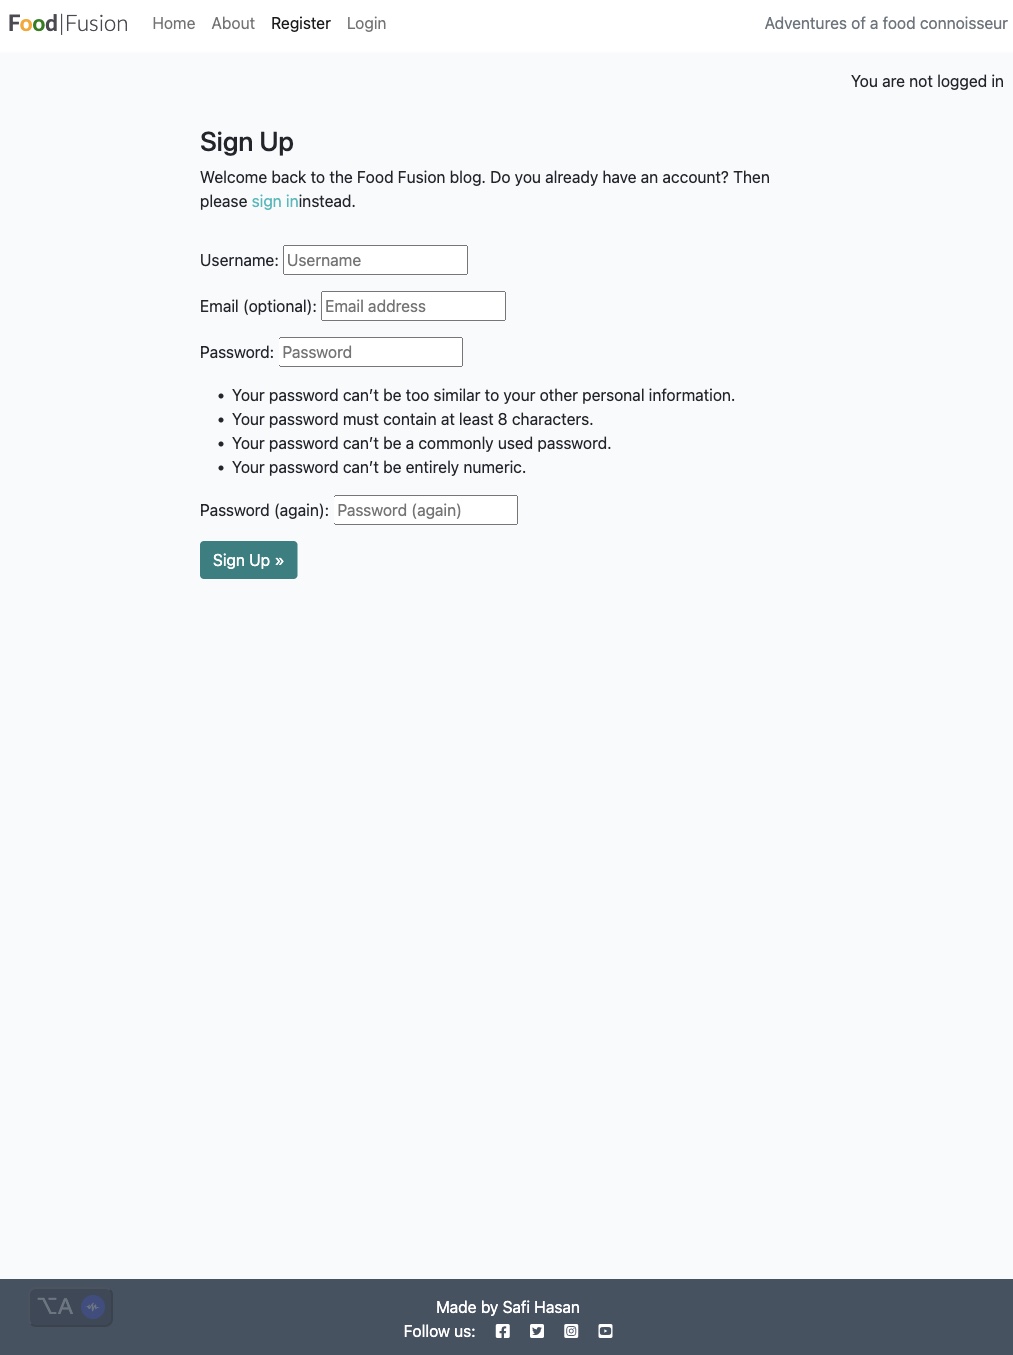 Food|Fusion Home About Register Login Adventures of a food connoisseur
You are not logged in
Sign Up
Welcome back to the Food Fusion blog. Do you already have an account? Then
please sign ininstead.
Username: Username
Email (optional): Email address
Password: Password
• Your password can't be too similar to your other personal information.
• Your password must contain at least 8 characters.
• Your password can't be a commonly used password.
• Your password can't be entirely numeric.
Password (again): Password (again)
Sign Up »
⌥A
Made by Safi Hasan
Follow us: